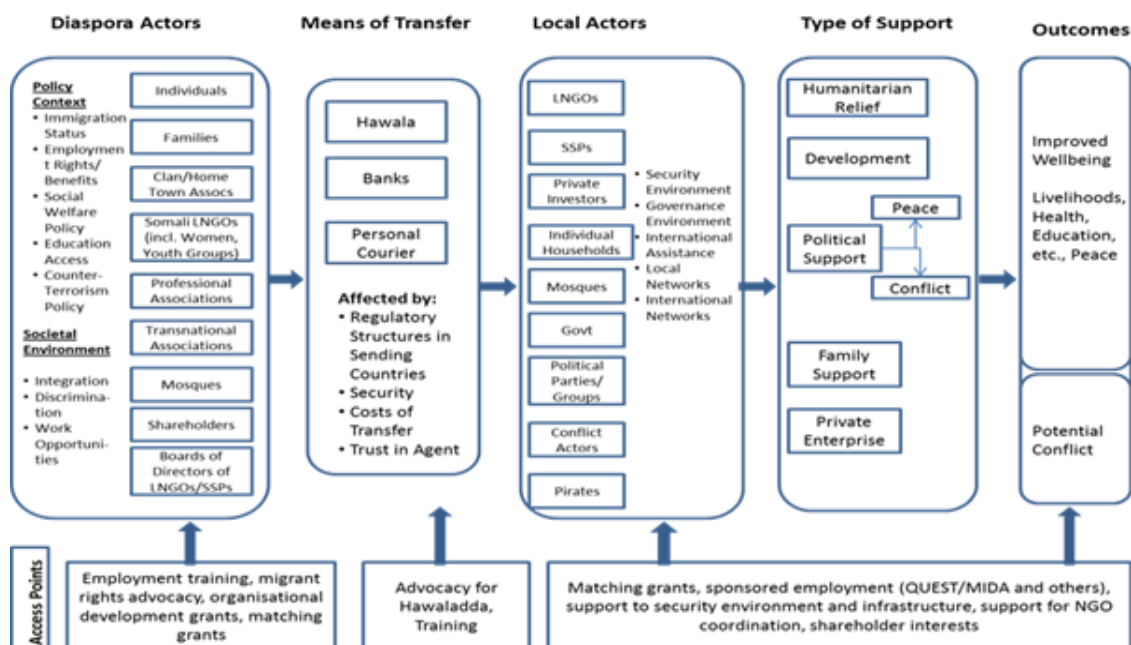 Diaspora Actors
Means of Transfer
Local Actors
Type of Support
Outcomes
Policy
Context
• Immigration
Status
• Employmen
t Rights/
Benefits
• Social
Welfare
Policy
• Education
Access
• Counter-
Terrorism
Policy
Societal
Environment
• Integration
• Discrimina-
tion
• Work
Opportuni-
ties
Individuals
Families
Clan/Home
Town Assocs
Somali LNGOs
(incl. Women,
Youth Groups)
Professional
Associations
Transnational
Associations
Mosques
Shareholders
Boards of
Directors of
LNGOs/SSPs
Hawala
Banks
Personal
Courier
Affected by:
• Regulatory
Structures in
Sending
Countries
• Security
• Costs of
Transfer
• Trust in Agent
LNGOs
SSPs
Private
Investors
Individual
Households
Mosques
Govt
Political
Parties/
Groups
Conflict
Actors
Pirates
• Security
Environment
• Governance
Environment
• International
Assistance
• Local
Networks
• International
Networks
Humanitarian
Relief
Development
Peace
Political
Support
Conflict
Family
Support
Private
Enterprise
Improved
Wellbeing
Livelihoods,
Health,
Education,
etc., Peace
Potential
Conflict
Access Points
Employment training, migrant
rights advocacy, organisational
development grants, matching
grants
Advocacy for
Hawaladda,
Training
Matching grants, sponsored employment (QUEST/MIDA and others),
support to security environment and infrastructure, support for NGO
coordination, shareholder interests